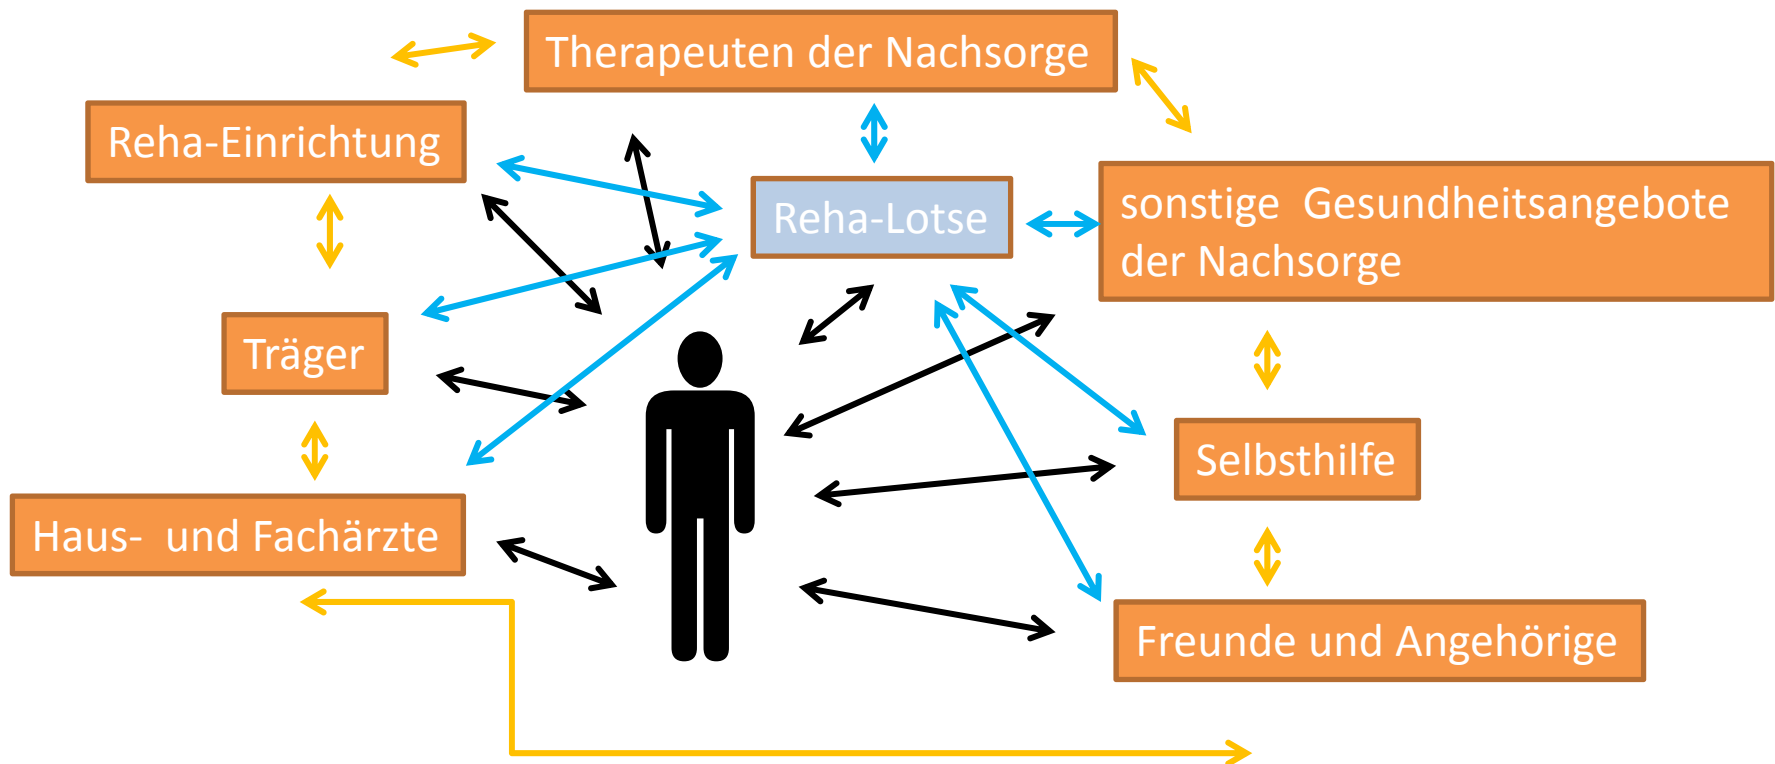 Therapeuten der Nachsorge
Reha-Einrichtung
Reha-Lotse
sonstige  Gesundheitsangebote
der Nachsorge
Träger
Selbsthilfe
Haus-  und Fachärzte
Freunde und Angehörige